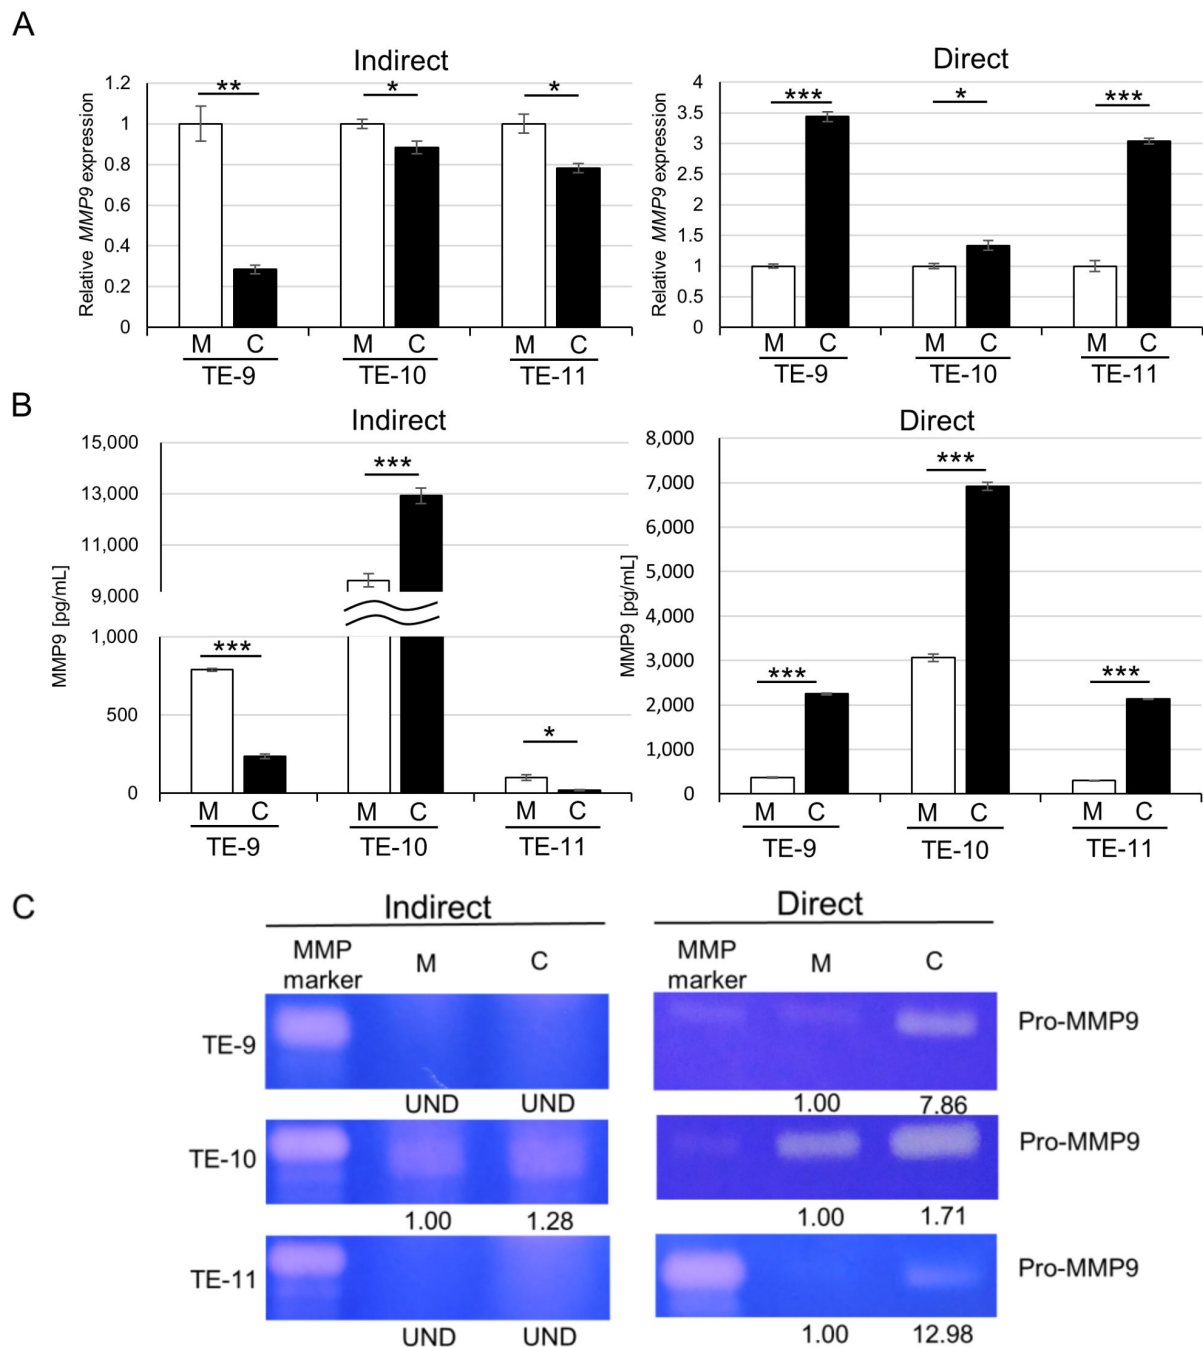 A
Indirect
Relative MMP9 expression
1.2
1
0.8
0.6
0.4
0.2
0
** * *
M C M C M C
TE-9 TE-10 TE-11
Direct
Relative MMP9 expression
4
3.5
3
2.5
2
1.5
1
0.5
0
*** * ***
M C M C M C
TE-9 TE-10 TE-11
B
Indirect
MMP9 [pg/mL]
15,000
13,000
11,000
9,000
1,000
500
0
*** *** *
M C M C M C
TE-9 TE-10 TE-11
Direct
MMP9 [pg/mL]
8,000
7,000
6,000
5,000
4,000
3,000
2,000
1,000
0
*** *** ***
M C M C M C
TE-9 TE-10 TE-11
C
Indirect Direct
MMP marker M C MMP marker M C
TE-9 Pro-MMP9
UND UND 1.00 7.86
TE-10 Pro-MMP9
1.00 1.28 1.00 1.71
TE-11 Pro-MMP9
UND UND 1.00 12.98